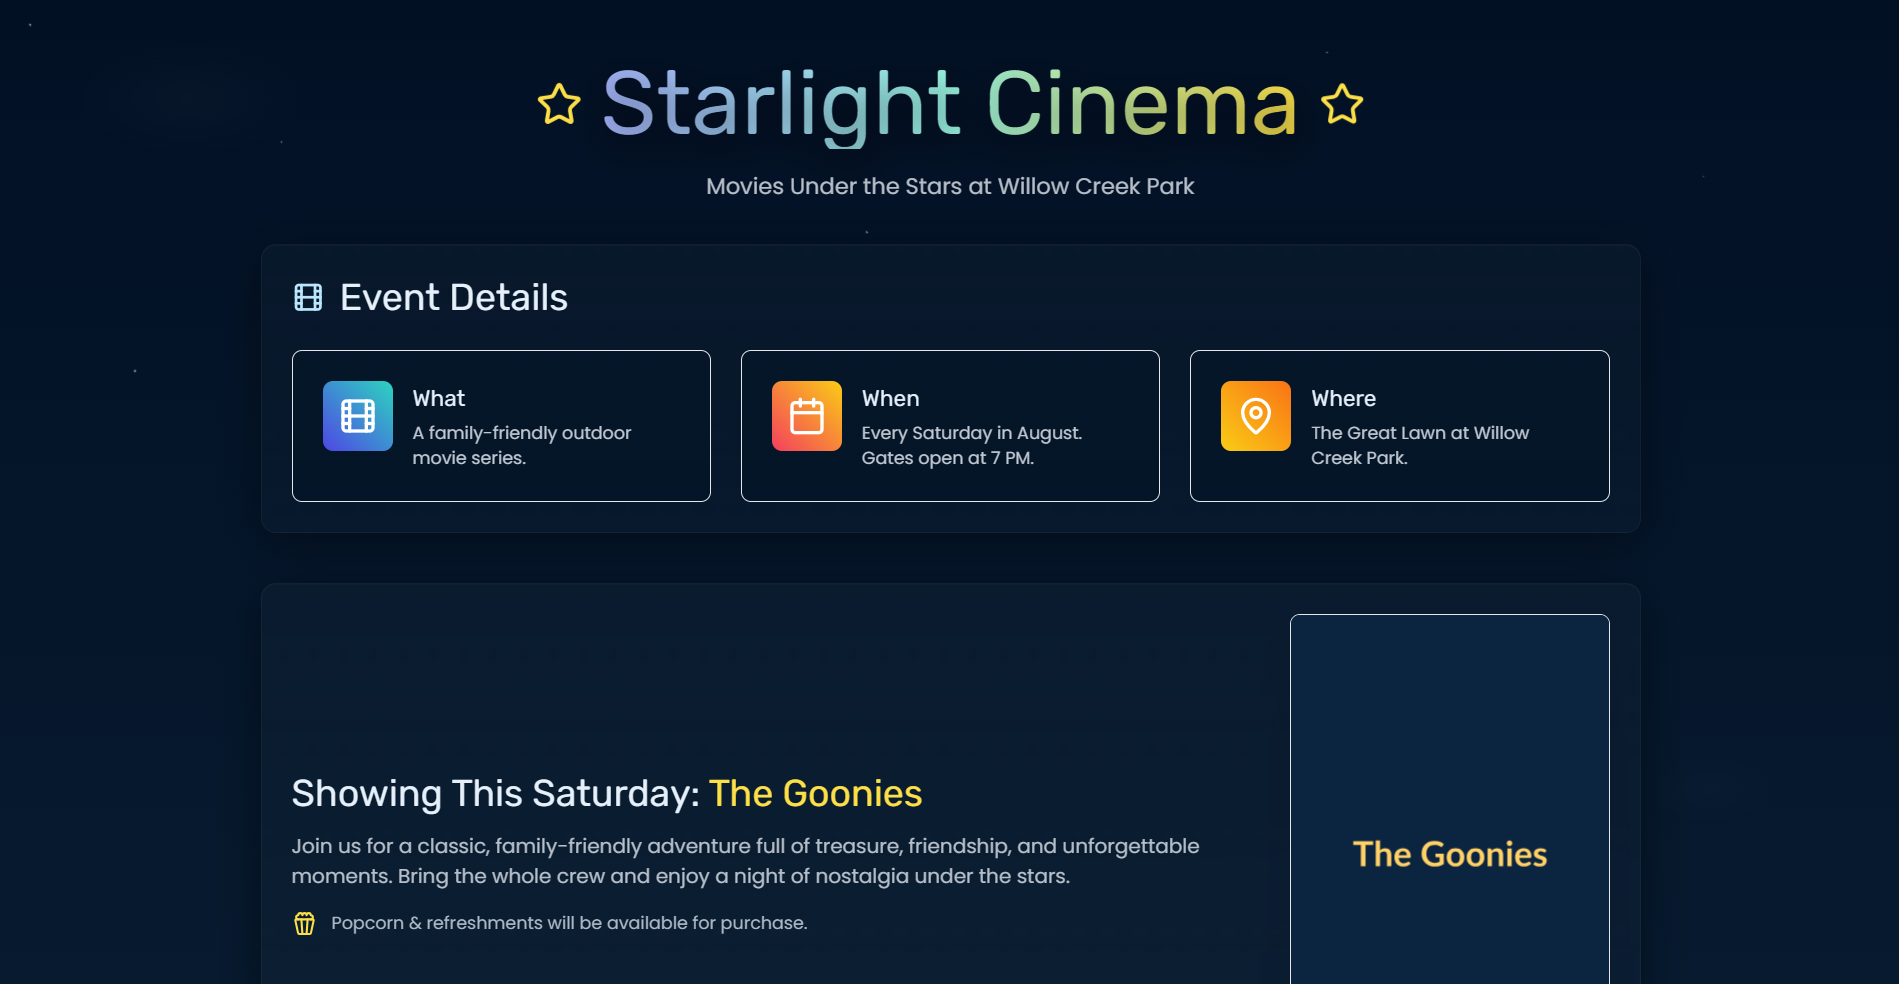 Starlight Cinema
Movies Under the Stars at Willow Creek Park
Event Details
What
A family-friendly outdoor
movie series.
When
Every Saturday in August.
Gates open at 7 PM.
Where
The Great Lawn at Willow
Creek Park.
Showing This Saturday: The Goonies
Join us for a classic, family-friendly adventure full of treasure, friendship, and unforgettable
moments. Bring the whole crew and enjoy a night of nostalgia under the stars.
Popcorn & refreshments will be available for purchase.
The Goonies